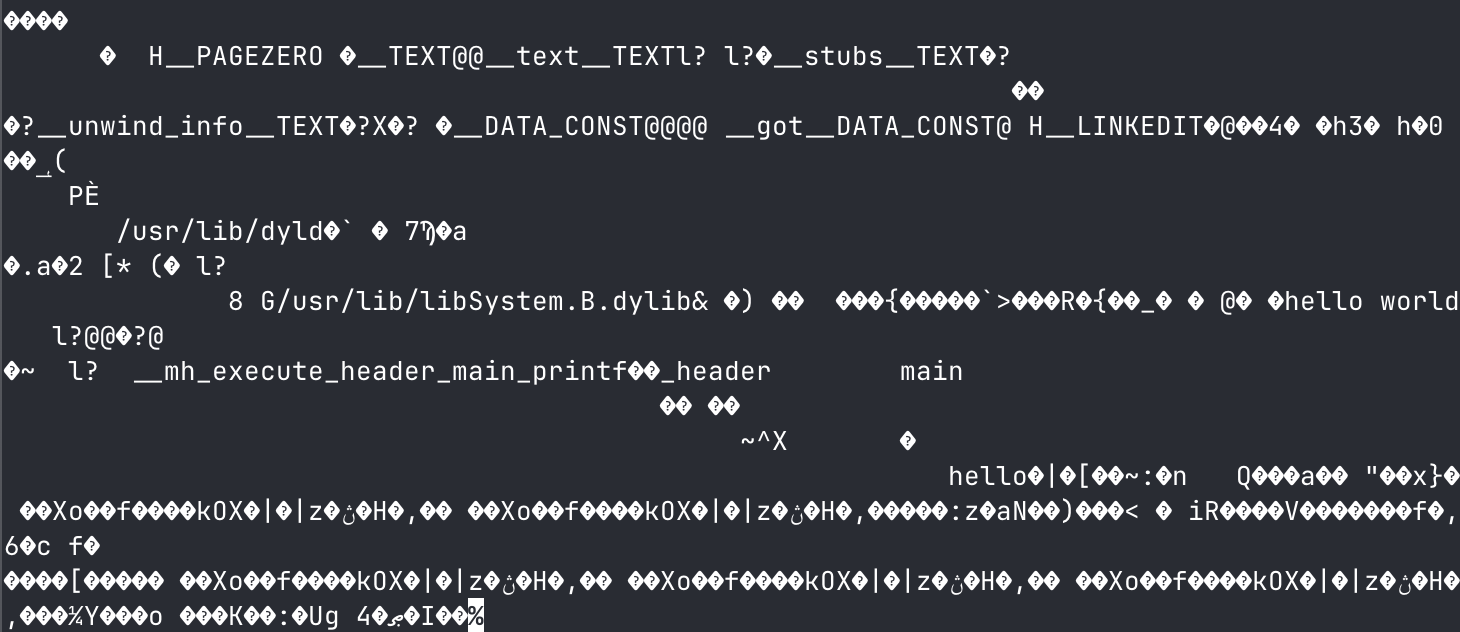 ����
� H__PAGEZERO �__TEXT@@__text__TEXTl? l?�__stubs__TEXT�?
��
�?__unwind_info__TEXT�?X�? �__DATA_CONST@@@@ __got__DATA_CONST@ H__LINKEDIT�@��4� �h3� h�0
��_(
PÈ
/usr/lib/dyld�` � 7Ђ�a
�.a�2 [* (� l?
8 G/usr/lib/libSystem.B.dylib& �) �� ���{�����`>���R�{��_� � @� �hello world
l?@@�?@
�~ l? __mh_execute_header_main_printf��_header main
�� ��
~^X �
hello�|�[��~:�n Q���a�� "��x}�
��Xo��f����kOX�|�|z�ݩ�H�,�� ��Xo��f����kOX�|�|z�ݩ�H�,�����:z�aN��)���< � iR����V�������f�,
6�c f�
����[����� ��Xo��f����kOX�|�|z�ݩ�H�,�� ��Xo��f����kOX�|�|z�ݩ�H�,�� ��Xo��f����kOX�|�|z�ݩ�H�
,���¼Y���o ���K��:�Ug 4��I��%